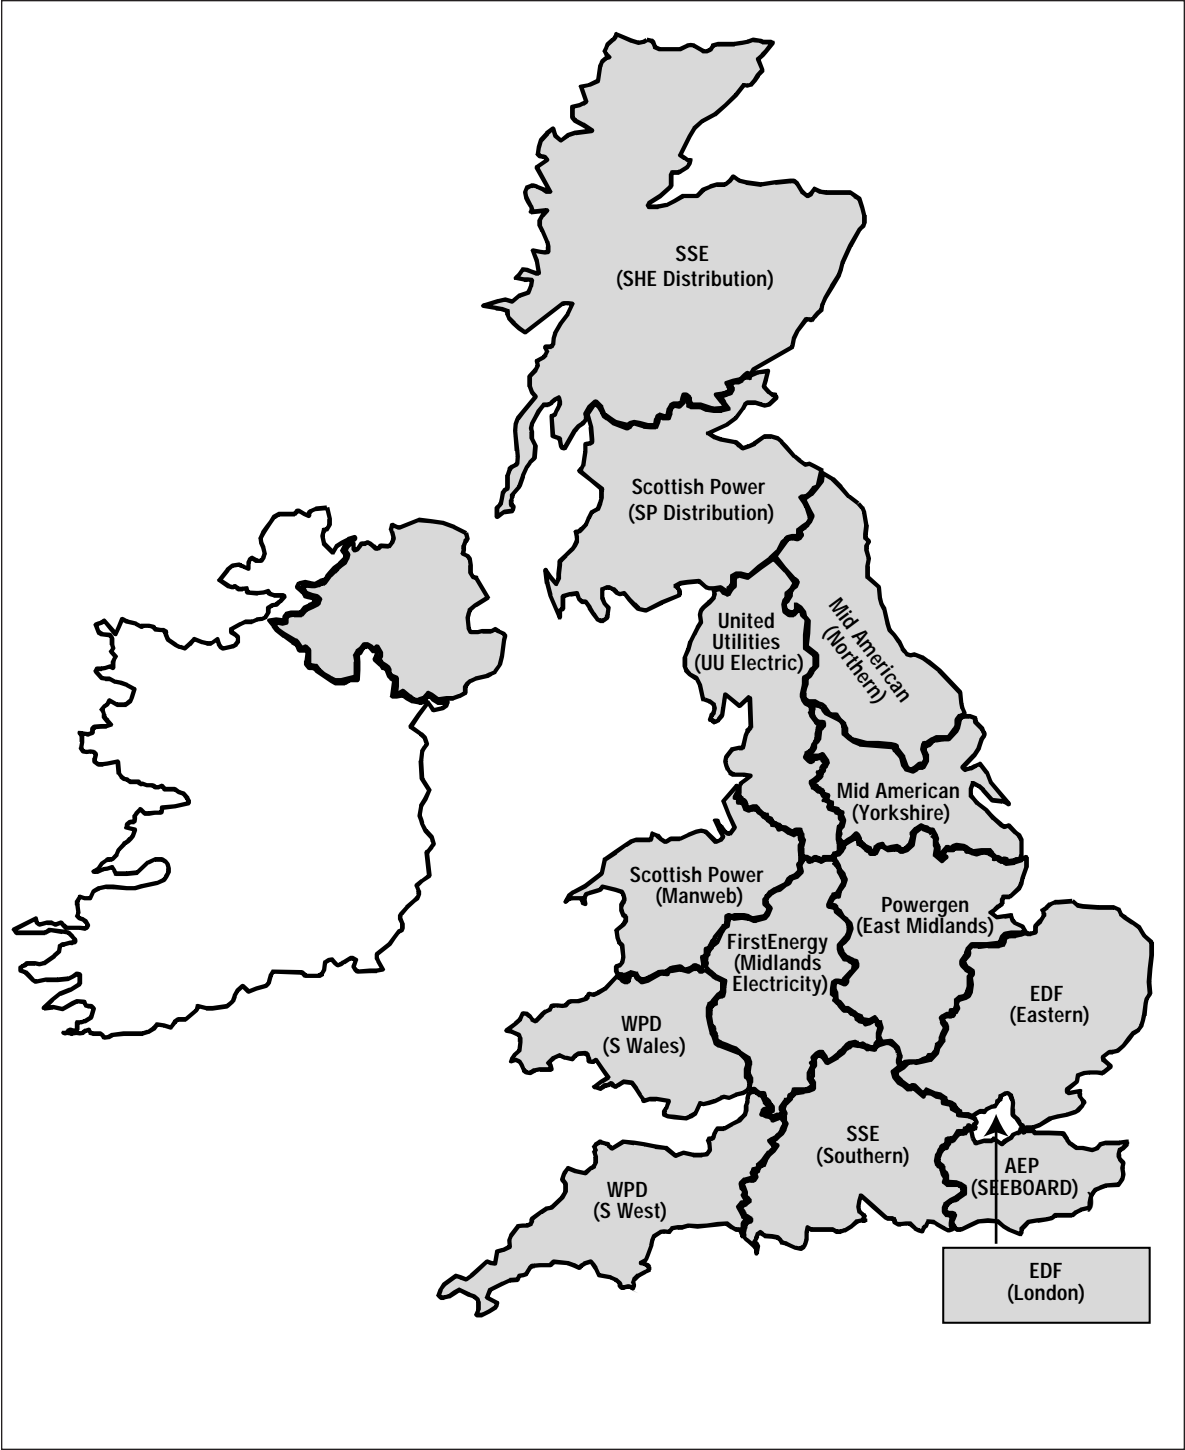 SSE
(SHE Distribution)
Scottish Power
(SP Distribution)
United
Utilities
(UU Electric)
Mid American
(Northern)
Mid American
(Yorkshire)
Scottish Power
(Manweb)
Powergen
(East Midlands)
FirstEnergy
(Midlands
Electricity)
EDF
(Eastern)
WPD
(S Wales)
SSE
(Southern)
AEP
(SEEBOARD)
WPD
(S West)
EDF
(London)